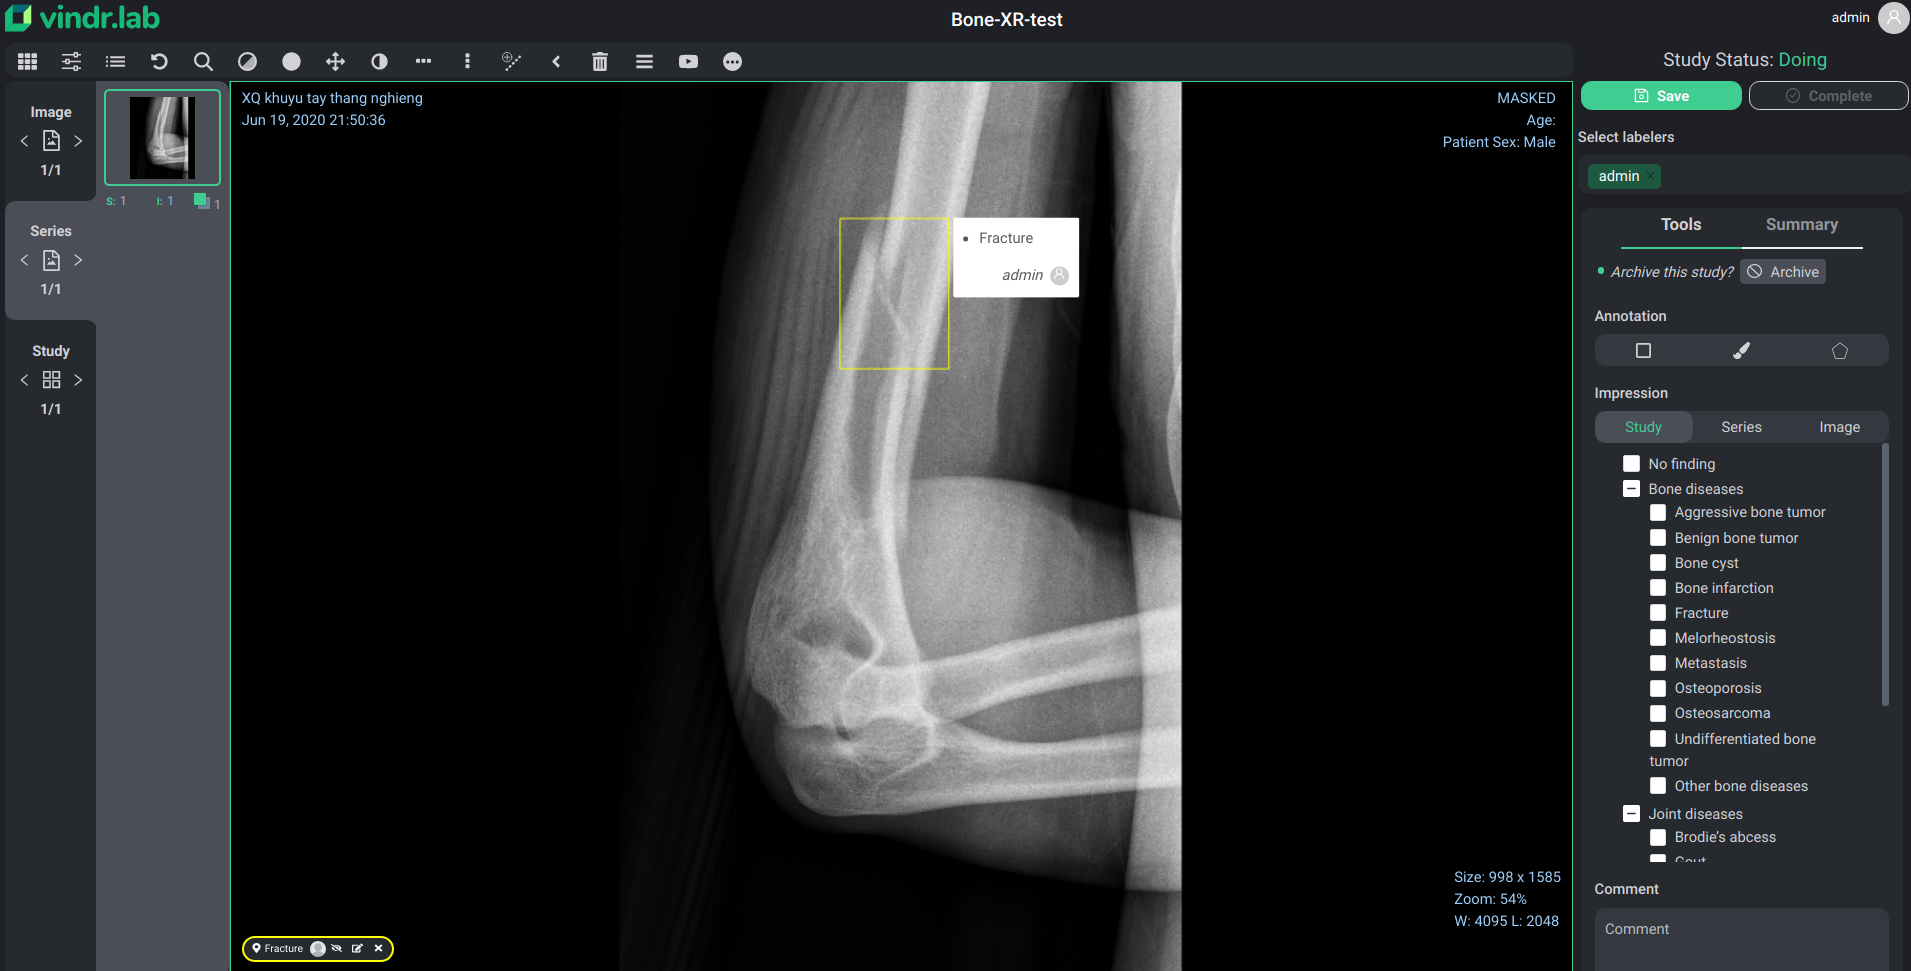 vindr.lab
Bone-XR-test
admin
Study Status: Doing
Save
Complete
Select labelers
admin ×
Image
1/1
S: 1 I: 1 1
Series
1/1
Study
1/1
XQ khuyu tay thang nghieng
Jun 19, 2020 21:50:36
MASKED
Age:
Patient Sex: Male
Fracture
admin
Size: 998 x 1585
Zoom: 54%
W: 4095 L: 2048
Fracture
Tools Summary
Archive this study? Archive
Annotation
Impression
Study Series Image
No finding
Bone diseases
Aggressive bone tumor
Benign bone tumor
Bone cyst
Bone infarction
Fracture
Melorheostosis
Metastasis
Osteoporosis
Osteosarcoma
Undifferentiated bone
tumor
Other bone diseases
Joint diseases
Brodie's abcess
Gout
Comment
Comment